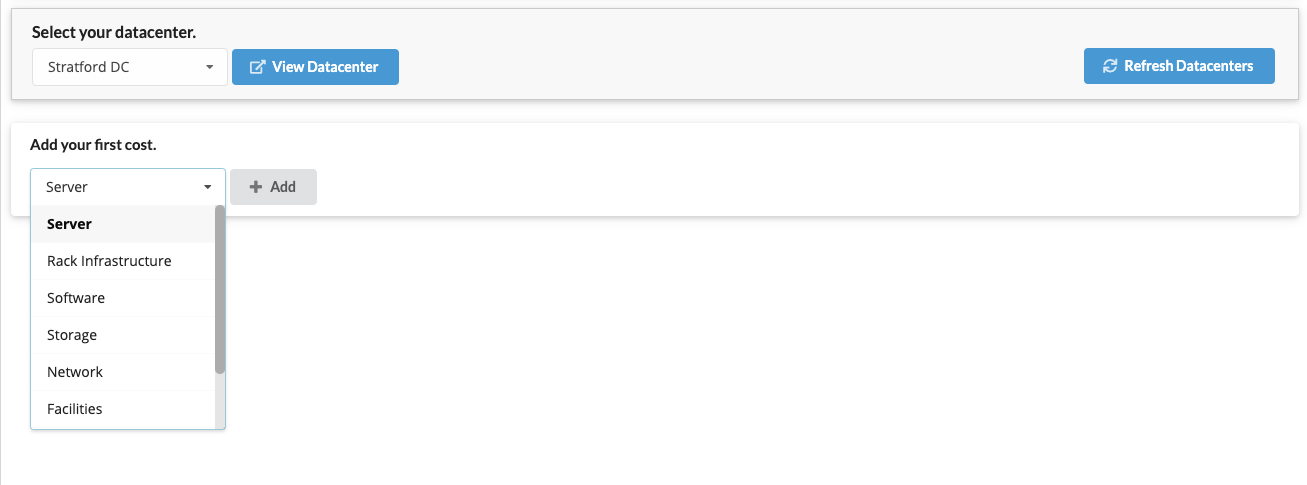 Select your datacenter.
Stratford DC View Datacenter Refresh Datacenters
Add your first cost.
Server Add
Server
Rack Infrastructure
Software
Storage
Network
Facilities